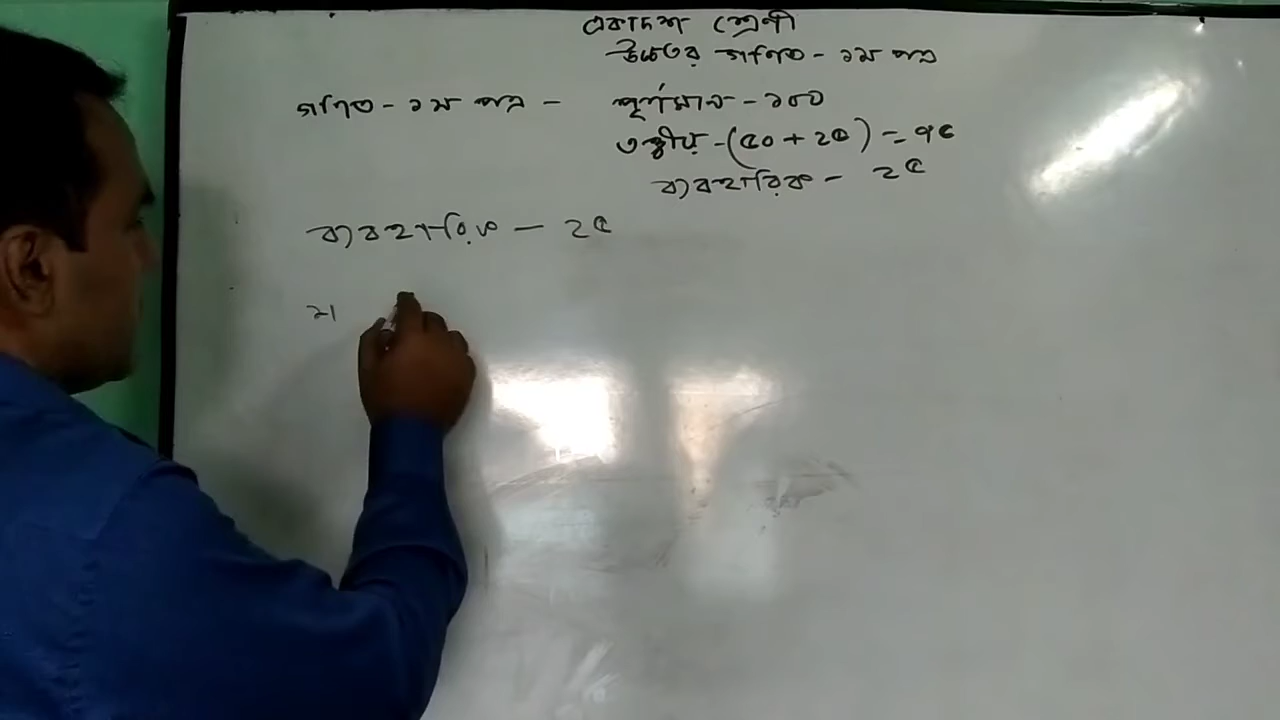 একাদশ শ্রেণী
উচ্চতর গণিত - ১ম পত্র
গণিত - ১ম পত্র - পূর্ণমান - ১০০
তত্ত্বীয় - (৫০ + ২৫) = ৭৫
ব্যবহারিক - ২৫
ব্যবহারিক - ২৫